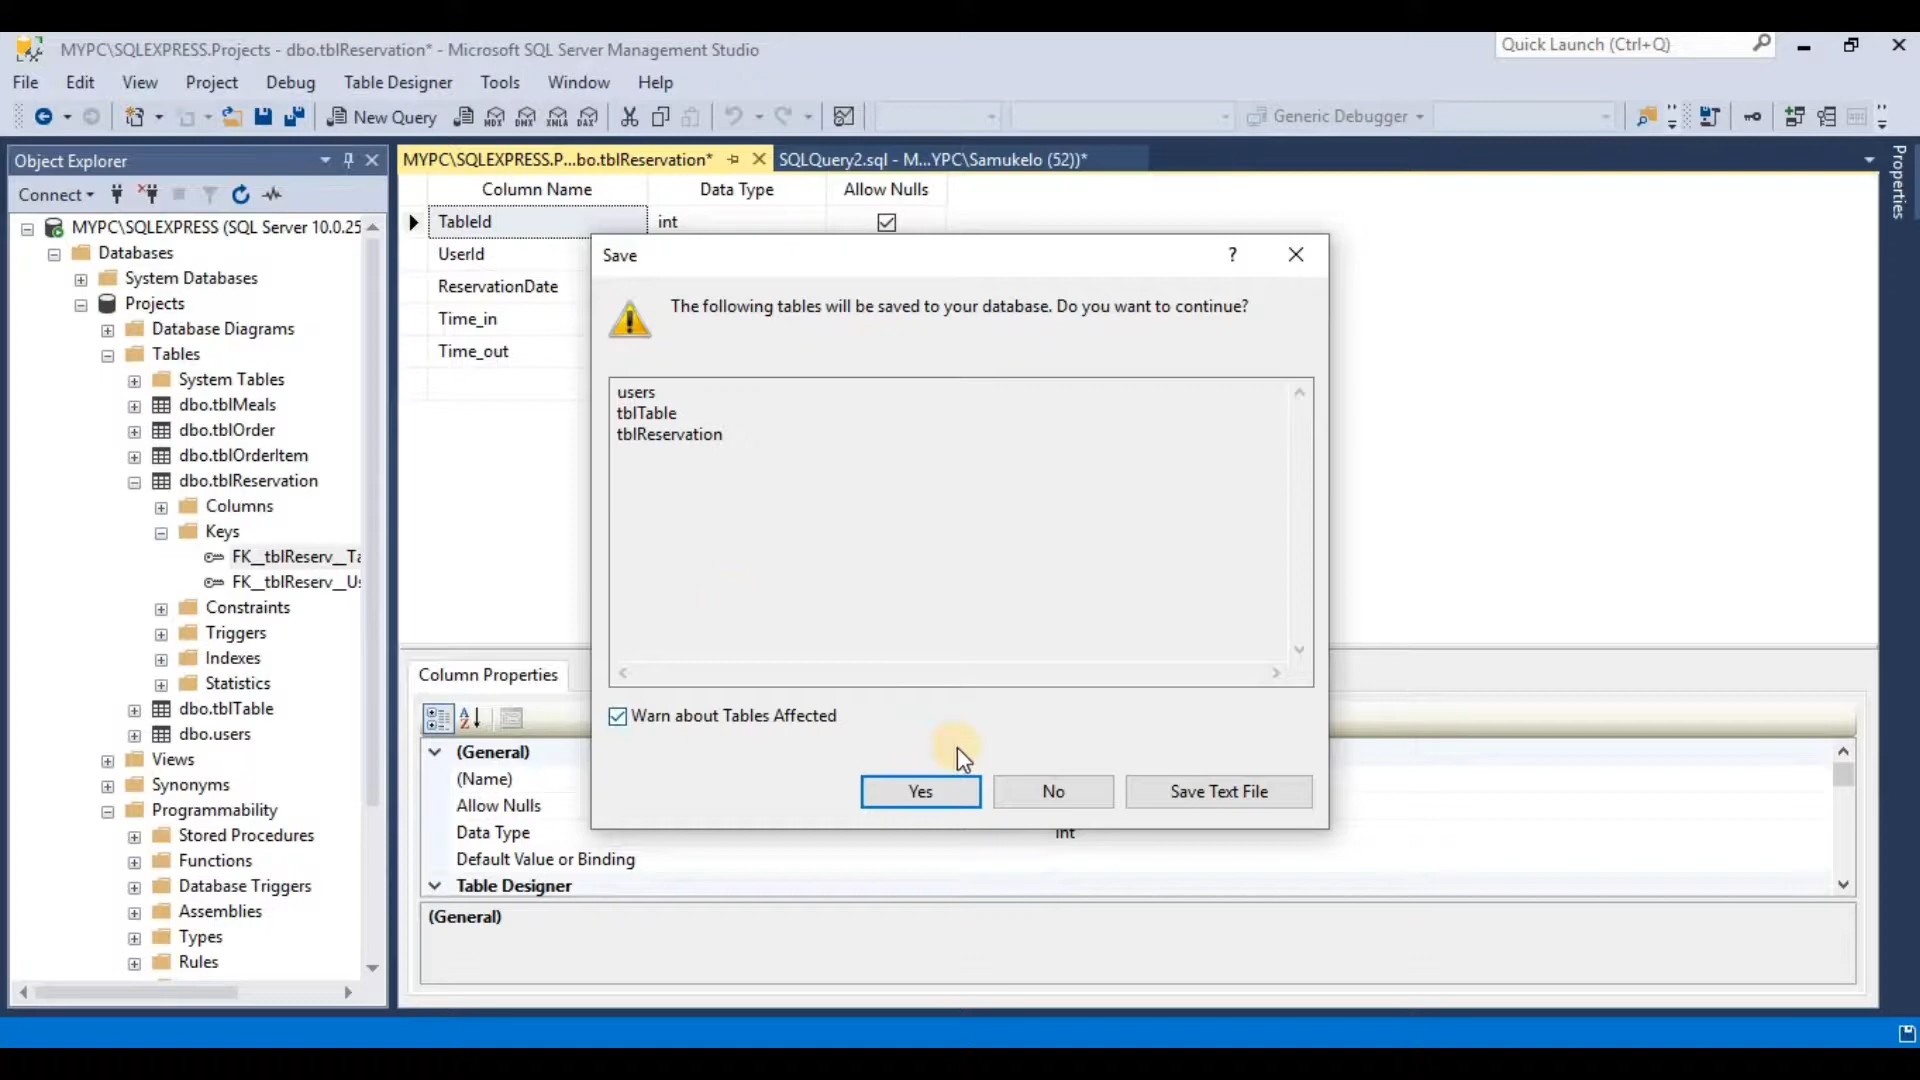 MYPC\SQLEXPRESS.Projects - dbo.tblReservation* - Microsoft SQL Server Management Studio
Quick Launch (Ctrl+Q)
File Edit View Project Debug Table Designer Tools Window Help
New Query
MDX DMX XMLA DAX
Generic Debugger
Object Explorer
MYPC\SQLEXPRESS.P...bo.tblReservation*
SQLQuery2.sql - M...YPC\Samukelo (52))*
Properties
Connect
MYPC\SQLEXPRESS (SQL Server 10.0.25
Databases
System Databases
Projects
Database Diagrams
Tables
System Tables
dbo.tblMeals
dbo.tblOrder
dbo.tblOrderItem
dbo.tblReservation
Columns
Keys
FK__tblReserv__Ta
FK__tblReserv__Us
Constraints
Triggers
Indexes
Statistics
dbo.tblTable
dbo.users
Views
Synonyms
Programmability
Stored Procedures
Functions
Database Triggers
Assemblies
Types
Rules
Column Name Data Type Allow Nulls
TableId int
UserId
ReservationDate
Time_in
Time_out
Save
?
The following tables will be saved to your database. Do you want to continue?
users
tblTable
tblReservation
Warn about Tables Affected
Yes No Save Text File
Column Properties
(General)
(Name)
Allow Nulls
Data Type int
Default Value or Binding
Table Designer
(General)